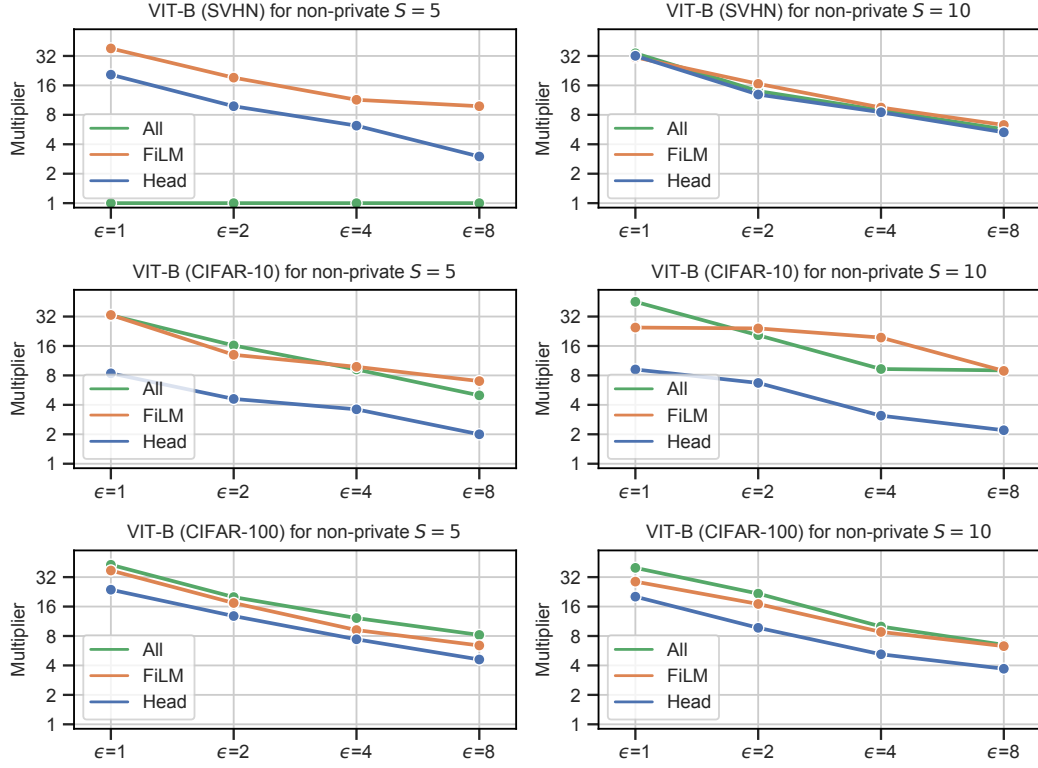 VIT-B (SVHN) for non-private S = 5
Multiplier
32
16
8
4
2
1
All
FiLM
Head
ϵ=1
ϵ=2
ϵ=4
ϵ=8
VIT-B (SVHN) for non-private S = 10
Multiplier
32
16
8
4
2
1
All
FiLM
Head
ϵ=1
ϵ=2
ϵ=4
ϵ=8
VIT-B (CIFAR-10) for non-private S = 5
Multiplier
32
16
8
4
2
1
All
FiLM
Head
ϵ=1
ϵ=2
ϵ=4
ϵ=8
VIT-B (CIFAR-10) for non-private S = 10
Multiplier
32
16
8
4
2
1
All
FiLM
Head
ϵ=1
ϵ=2
ϵ=4
ϵ=8
VIT-B (CIFAR-100) for non-private S = 5
Multiplier
32
16
8
4
2
1
All
FiLM
Head
ϵ=1
ϵ=2
ϵ=4
ϵ=8
VIT-B (CIFAR-100) for non-private S = 10
Multiplier
32
16
8
4
2
1
All
FiLM
Head
ϵ=1
ϵ=2
ϵ=4
ϵ=8